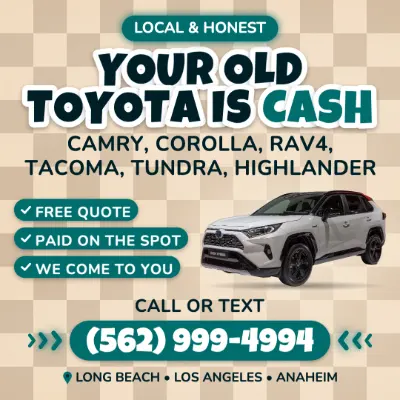 LOCAL & HONEST
YOUR OLD
TOYOTA IS CASH
CAMRY, COROLLA, RAV4,
TACOMA, TUNDRA, HIGHLANDER
FREE QUOTE
PAID ON THE SPOT
WE COME TO YOU
CALL OR TEXT
(562) 999-4994
LONG BEACH • LOS ANGELES • ANAHEIM